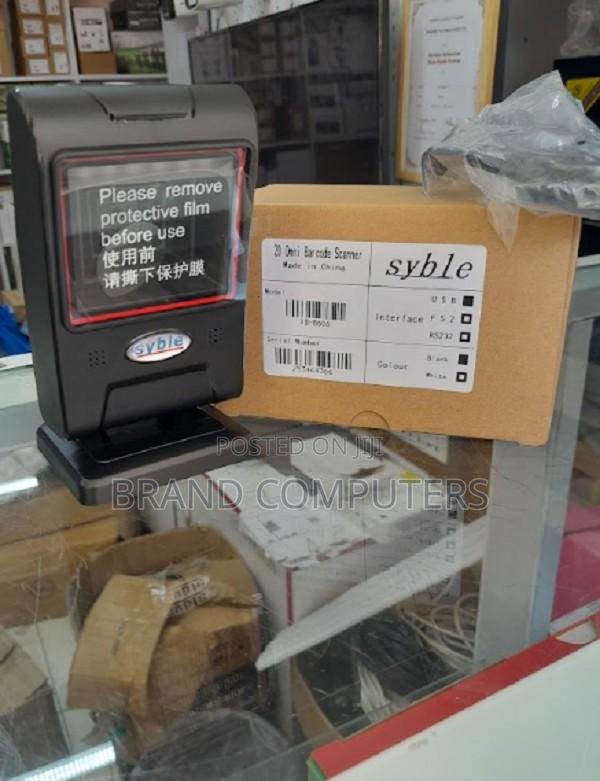 Please remove
protective film
before use
使用前
请撕下保护膜
syble
2D Omni Barcode Scanner
Made in China
syble
Model
Serial Number
Interface
USB
PS2
RS232
Colour
Black
White
POSTED ON JIJI
BRAND COMPUTERS